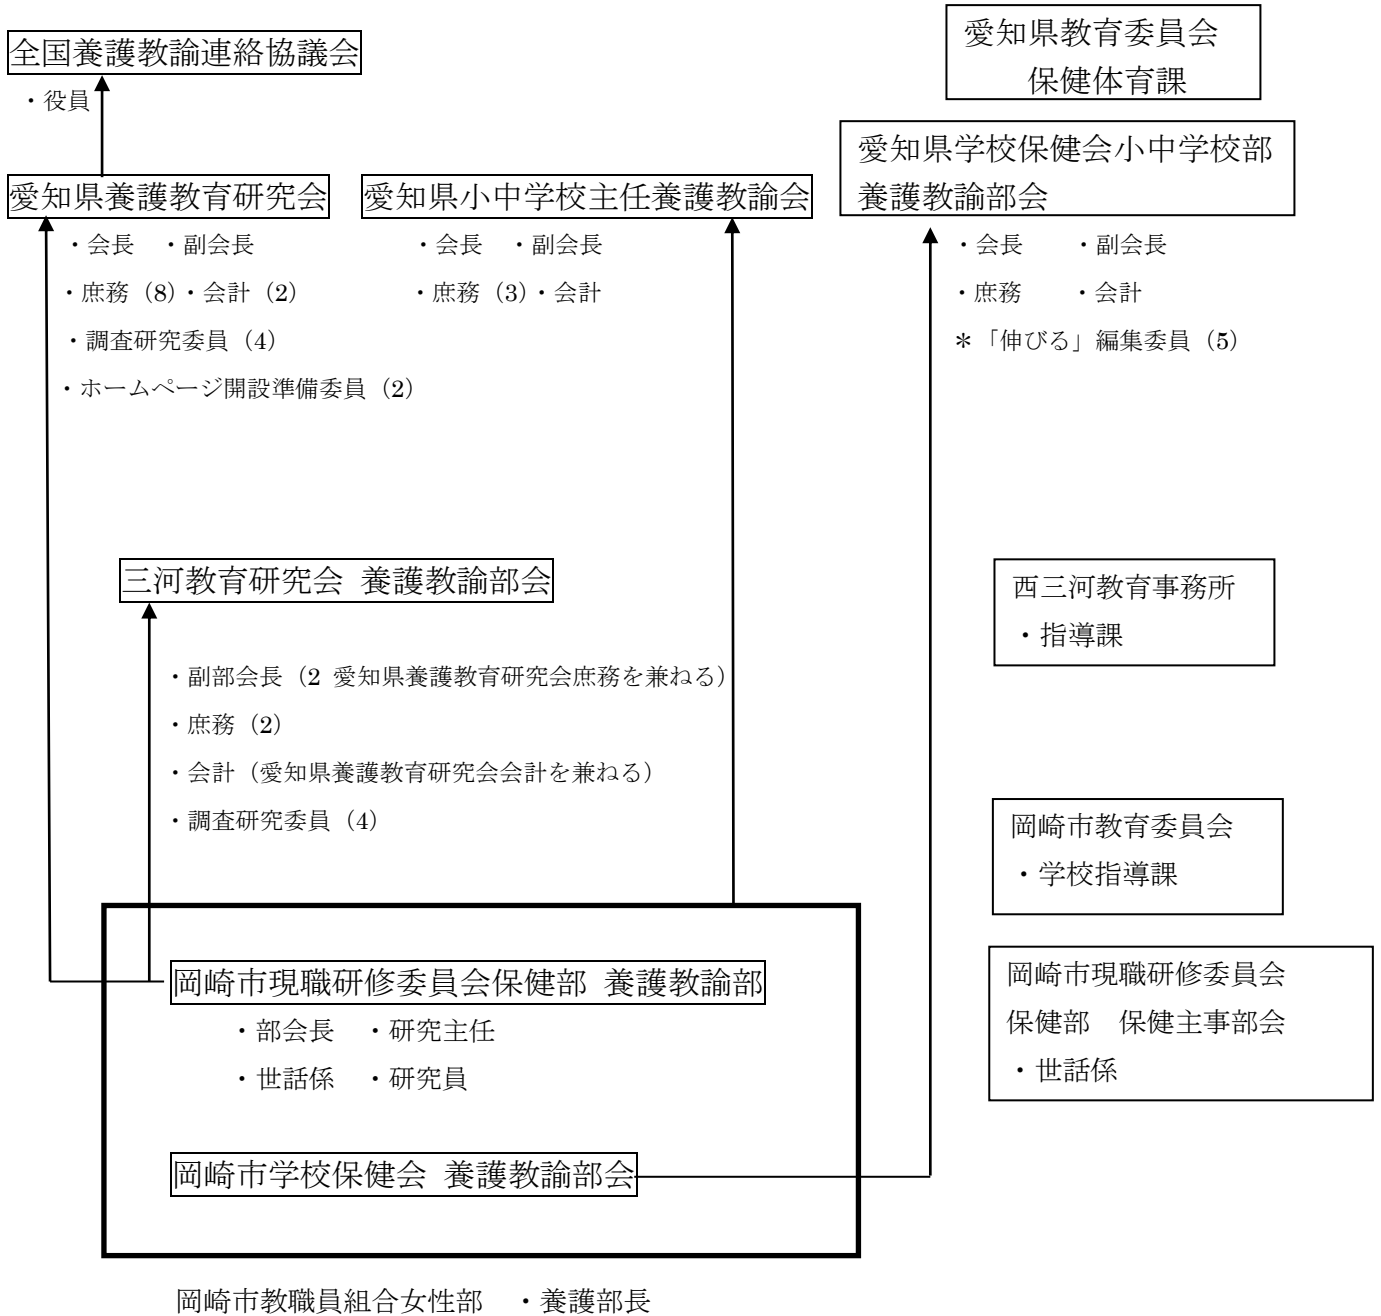 全国養護教諭連絡協議会
・役員
愛知県教育委員会
保健体育課
愛知県養護教育研究会
・会長　・副会長
・庶務（8）・会計（2）
・調査研究委員（4）
・ホームページ開設準備委員（2）
愛知県小中学校主任養護教諭会
・会長　・副会長
・庶務（3）・会計
愛知県学校保健会小中学校部
養護教諭部会
・会長　　・副会長
・庶務　　・会計
＊「伸びる」編集委員（5）
三河教育研究会 養護教諭部会
・副部会長（2 愛知県養護教育研究会庶務を兼ねる）
・庶務（2）
・会計（愛知県養護教育研究会会計を兼ねる）
・調査研究委員（4）
西三河教育事務所
・指導課
岡崎市教育委員会
・学校指導課
岡崎市現職研修委員会保健部 養護教諭部
・部会長　・研究主任
・世話係　・研究員
岡崎市学校保健会 養護教諭部会
岡崎市現職研修委員会
保健部　保健主事部会
・世話係
岡崎市教職員組合女性部　・養護部長